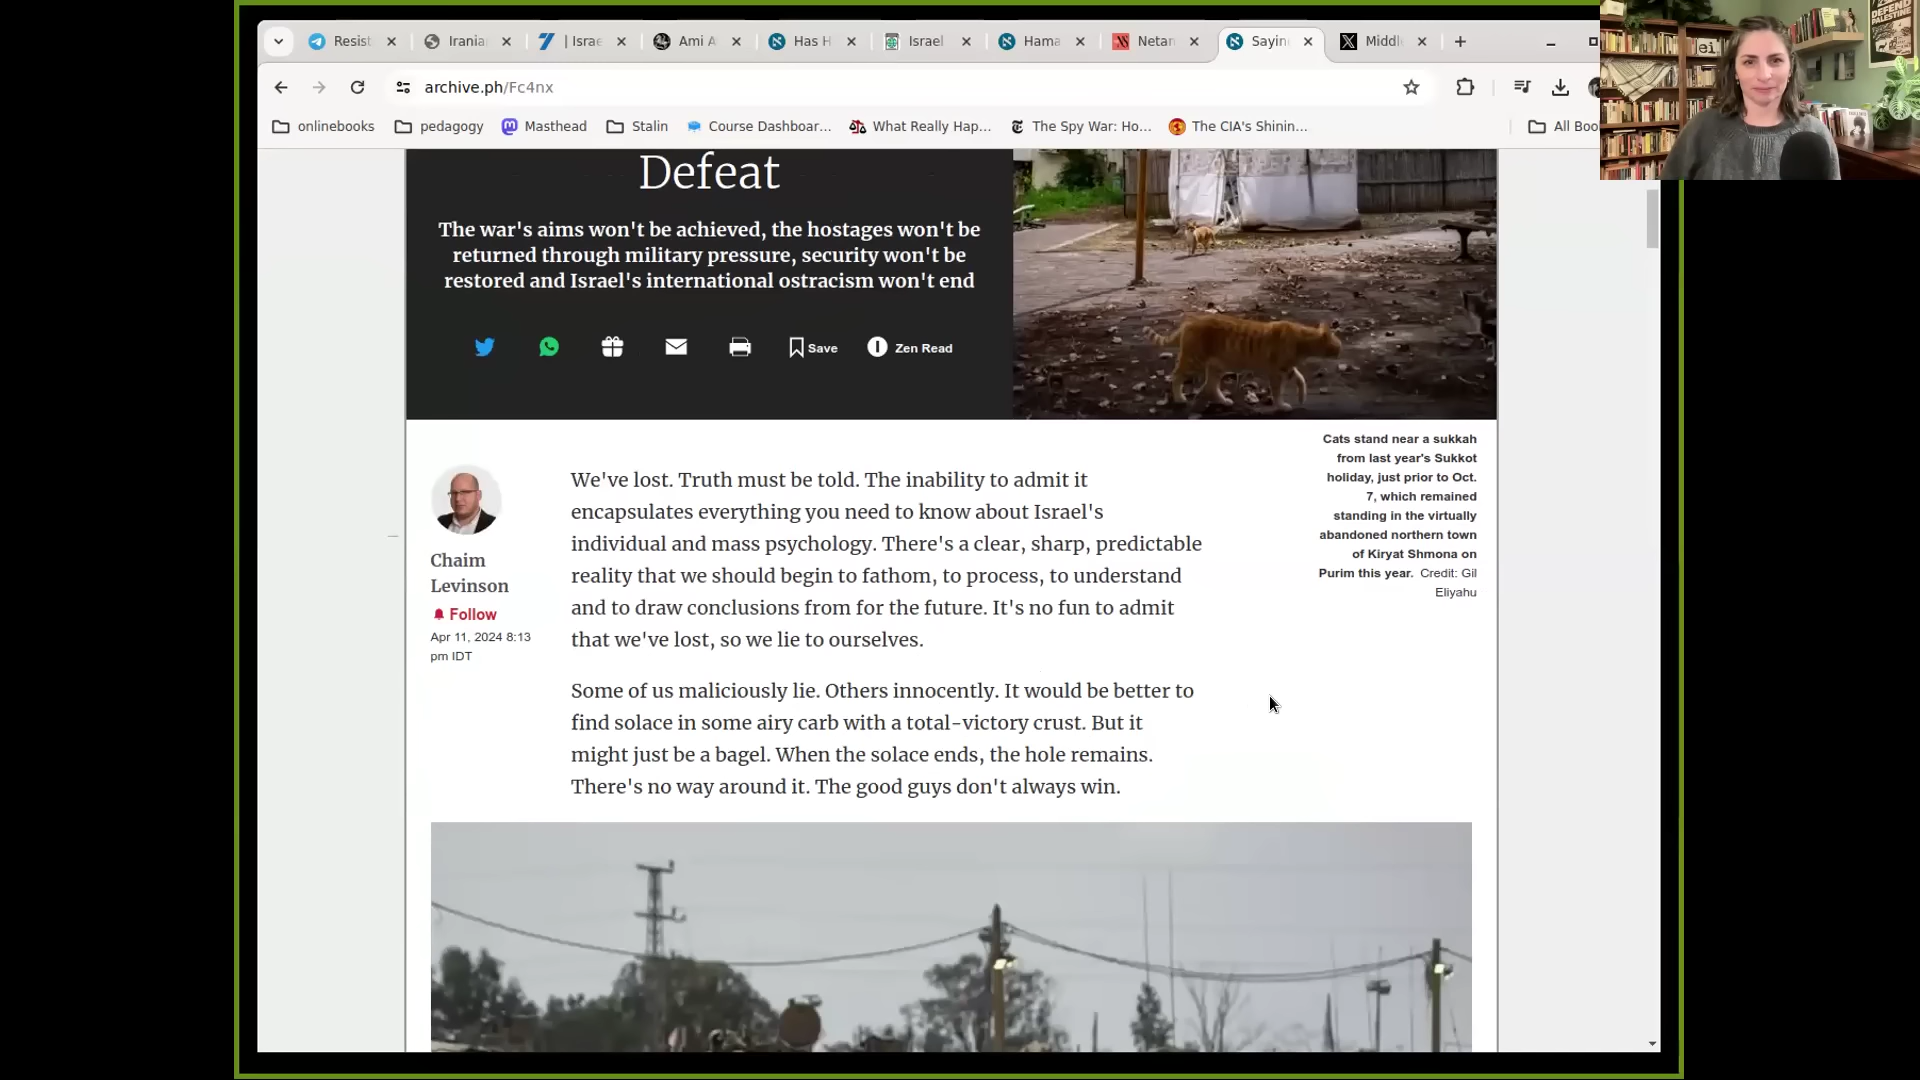 Resist
Irania
| Israe
Ami A
Has H
Israel
Hama
Netan
Sayin
Middl
archive.ph/Fc4nx
onlinebooks
pedagogy
Masthead
Stalin
Course Dashboar...
What Really Hap...
The Spy War: Ho...
The CIA's Shinin...
All Boo
DEFEND
PALESTINE
ei
Defeat
The war's aims won't be achieved, the hostages won't be
returned through military pressure, security won't be
restored and Israel's international ostracism won't end
Save
Zen Read
Cats stand near a sukkah
from last year's Sukkot
holiday, just prior to Oct.
7, which remained
standing in the virtually
abandoned northern town
of Kiryat Shmona on
Purim this year. Credit: Gil
Eliyahu
Chaim
Levinson
Follow
Apr 11, 2024 8:13
pm IDT
We've lost. Truth must be told. The inability to admit it
encapsulates everything you need to know about Israel's
individual and mass psychology. There's a clear, sharp, predictable
reality that we should begin to fathom, to process, to understand
and to draw conclusions from for the future. It's no fun to admit
that we've lost, so we lie to ourselves.
Some of us maliciously lie. Others innocently. It would be better to
find solace in some airy carb with a total-victory crust. But it
might just be a bagel. When the solace ends, the hole remains.
There's no way around it. The good guys don't always win.